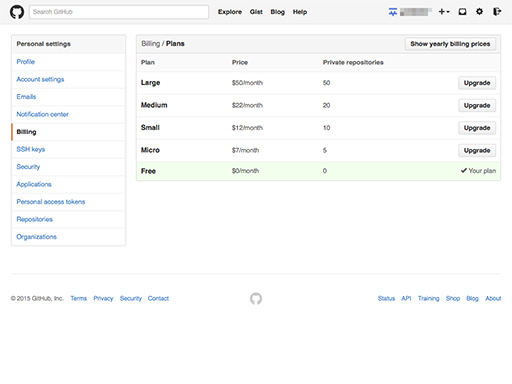 Search GitHub Explore Gist Blog Help
Personal settings
Profile
Account settings
Emails
Notification center
Billing
SSH keys
Security
Applications
Personal access tokens
Repositories
Organizations
Billing / Plans Show yearly billing prices
Plan Price Private repositories
Large $50/month 50 Upgrade
Medium $22/month 20 Upgrade
Small $12/month 10 Upgrade
Micro $7/month 5 Upgrade
Free $0/month 0 Your plan
© 2015 GitHub, Inc. Terms Privacy Security Contact Status API Training Shop Blog About